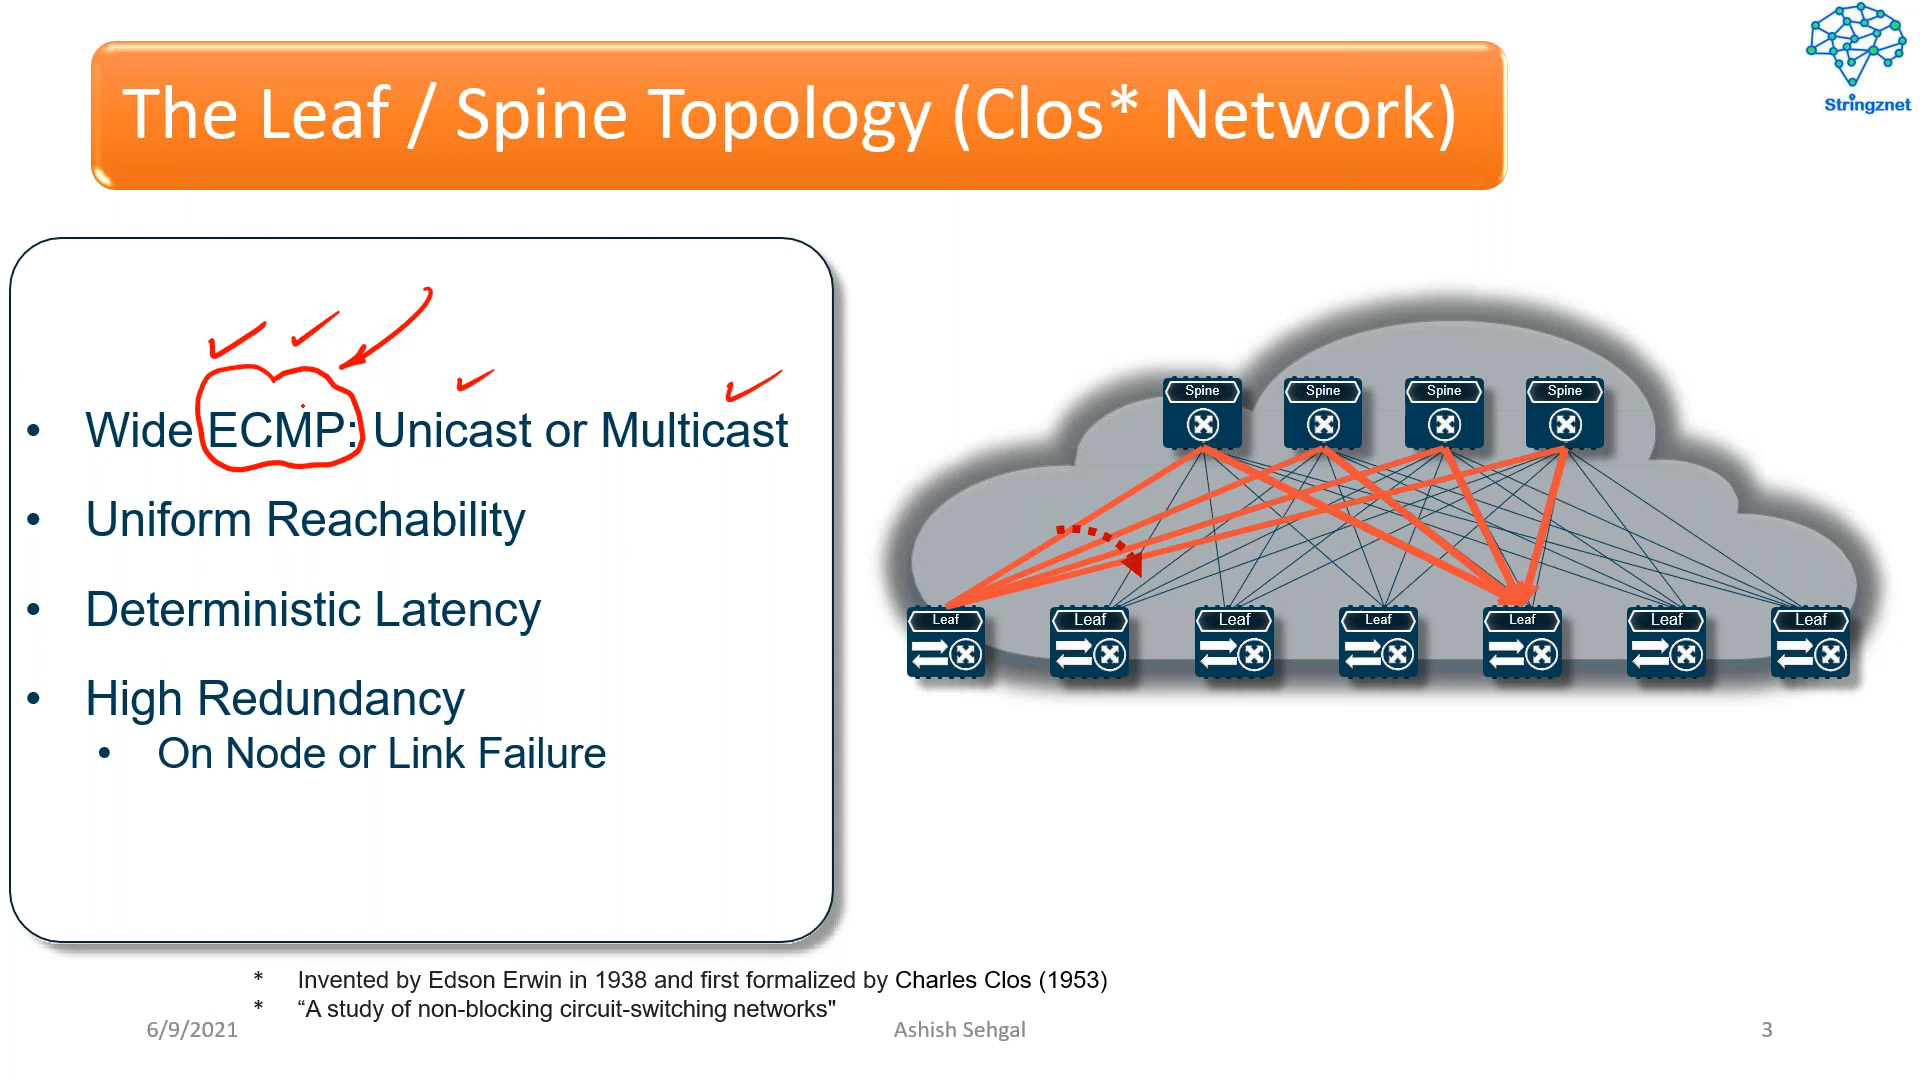 Stringznet
The Leaf / Spine Topology (Clos* Network)
• Wide ECMP: Unicast or Multicast
• Uniform Reachability
• Deterministic Latency
• High Redundancy
• On Node or Link Failure
Spine Spine Spine Spine
Leaf Leaf Leaf Leaf Leaf Leaf Leaf
* Invented by Edson Erwin in 1938 and first formalized by Charles Clos (1953)
* “A study of non-blocking circuit-switching networks"
6/9/2021 Ashish Sehgal 3